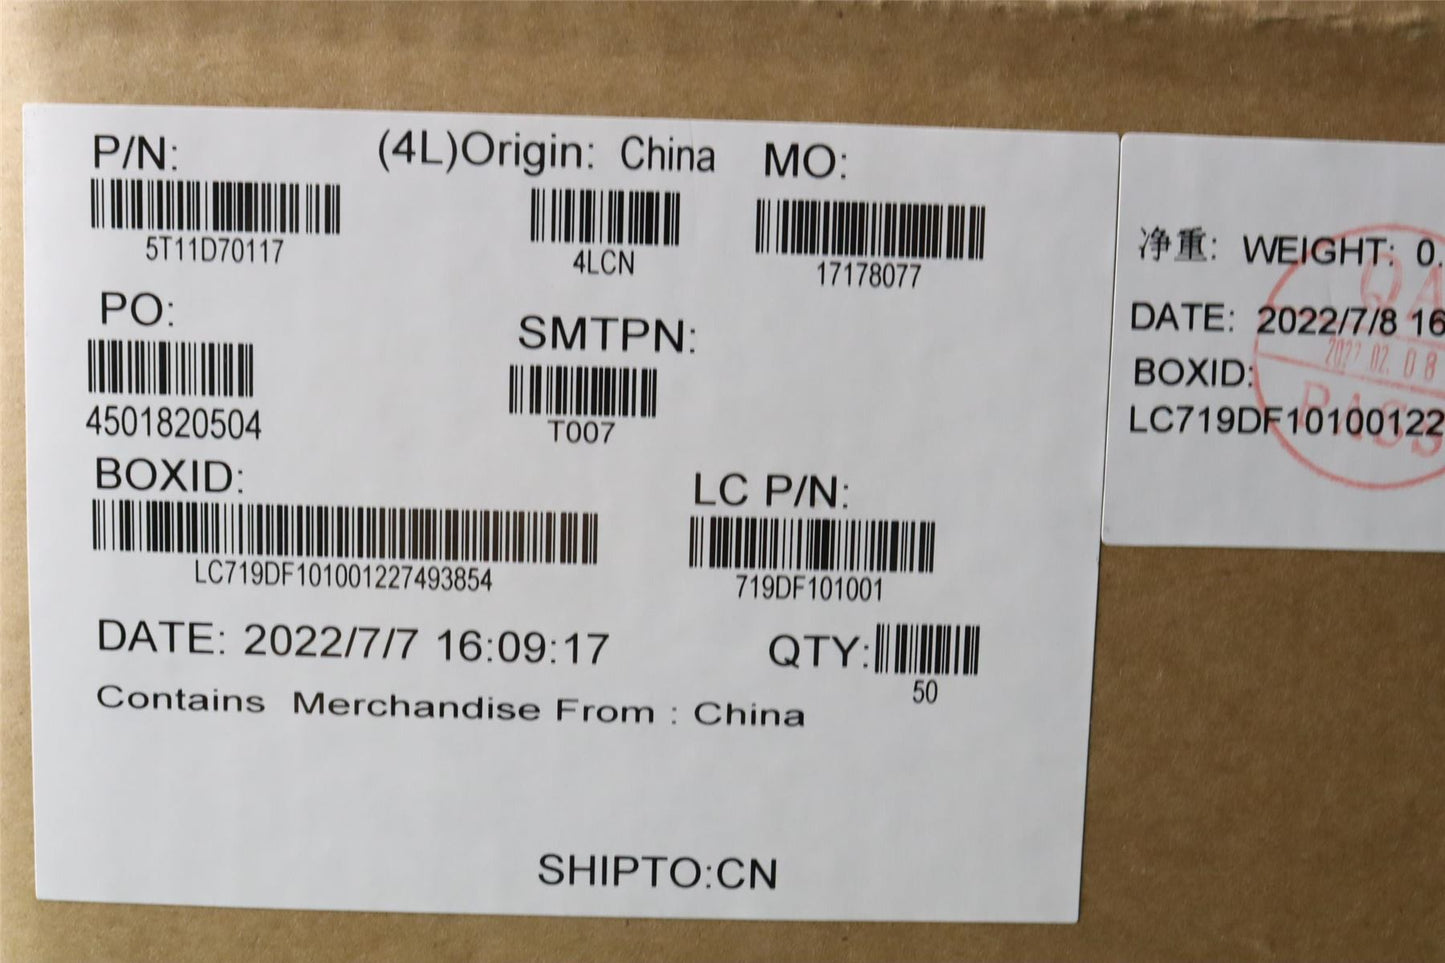 P/N:
(4L)Origin: China
MO:
5T11D70117
4LCN
17178077
PO:
SMTPN:
4501820504
T007
BOXID:
LC P/N:
LC719DF101001227493854
719DF101001
DATE: 2022/7/7 16:09:17
QTY:
50
Contains Merchandise From : China
SHIPTO:CN
净重: WEIGHT: 0.
DATE: 2022/7/8 16
BOXID:
LC719DF10100122
QA
PASS